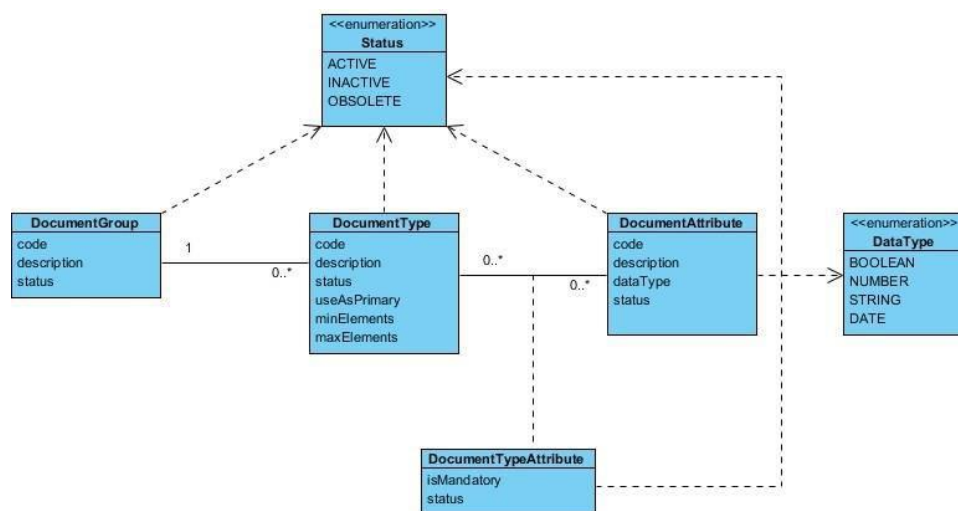 <<enumeration>>
Status
ACTIVE
INACTIVE
OBSOLETE
DocumentGroup
code
description
status
1
0..*
DocumentType
code
description
status
useAsPrimary
minElements
maxElements
0..*
0..*
DocumentAttribute
code
description
dataType
status
<<enumeration>>
DataType
BOOLEAN
NUMBER
STRING
DATE
DocumentTypeAttribute
isMandatory
status